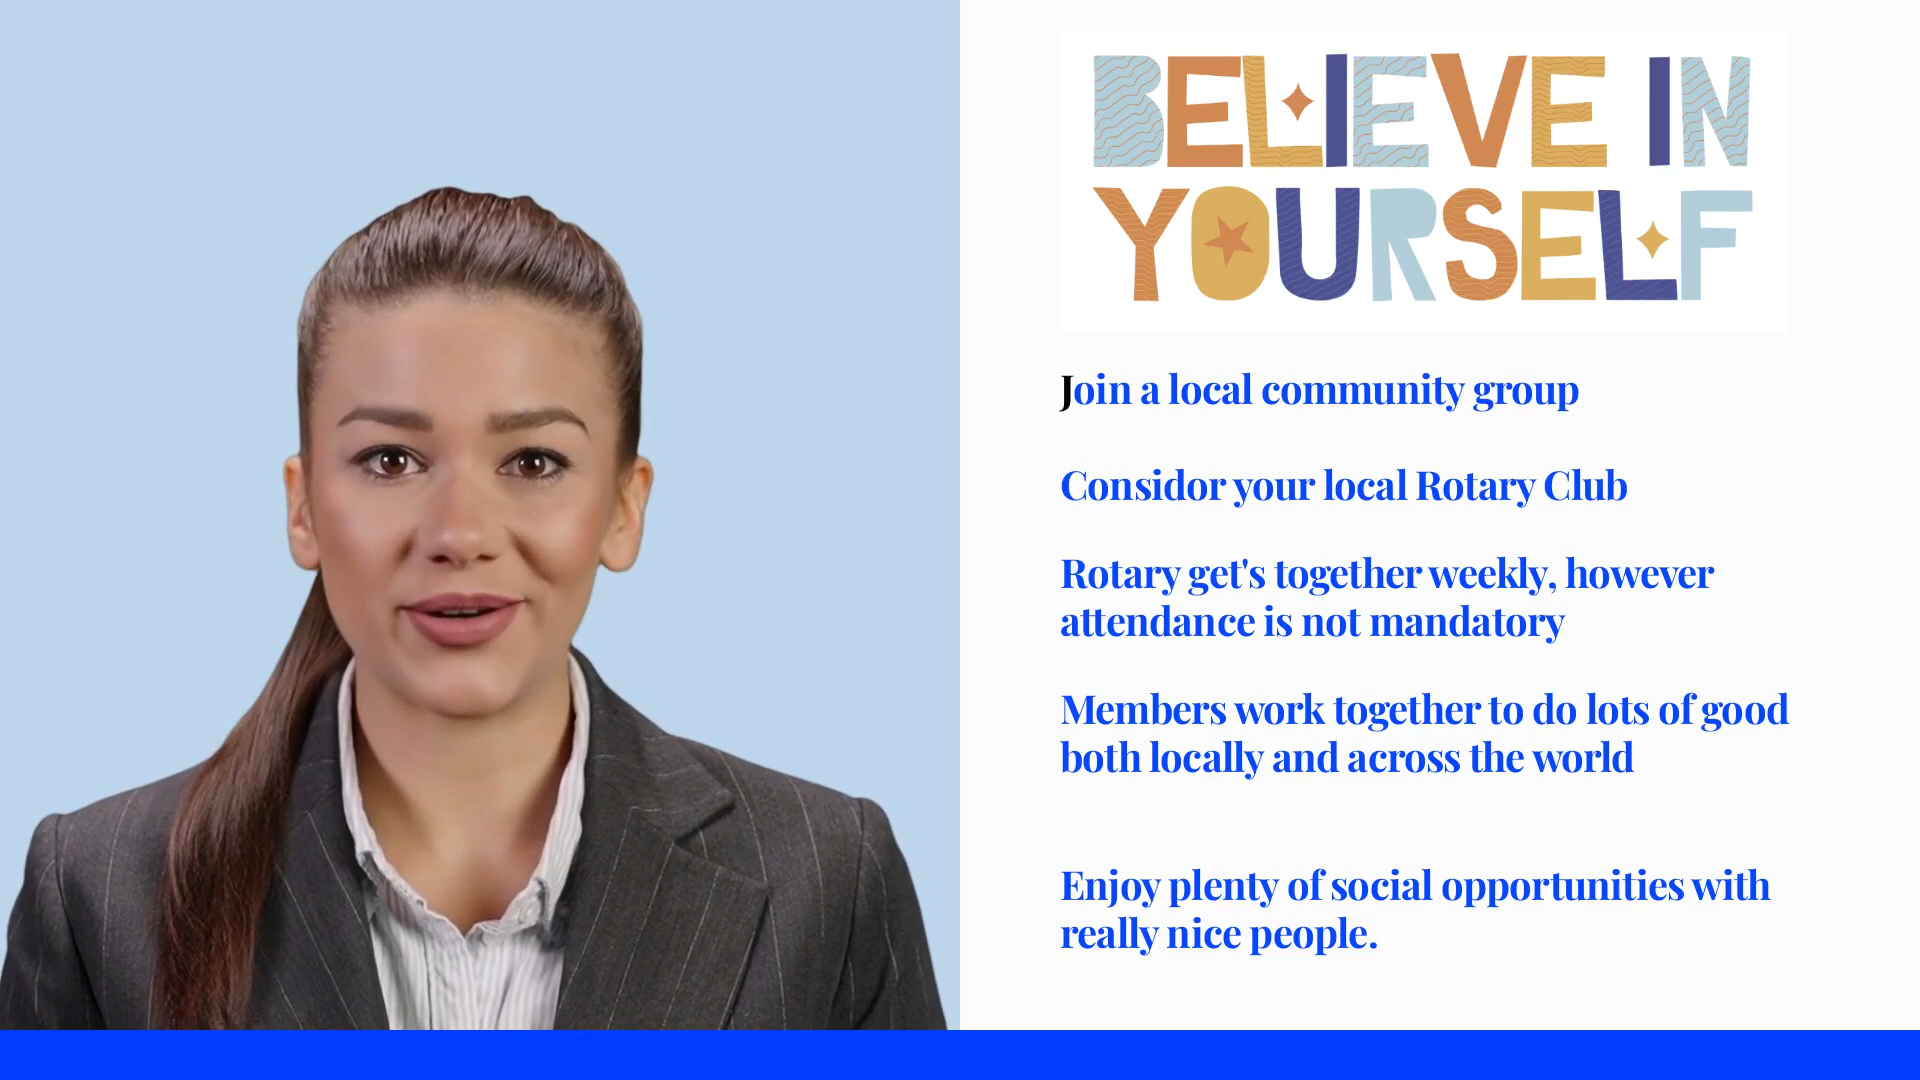 BELIEVE IN
YOURSELF
Join a local community group
Considor your local Rotary Club
Rotary get's together weekly, however
attendance is not mandatory
Members work together to do lots of good
both locally and across the world
Enjoy plenty of social opportunities with
really nice people.